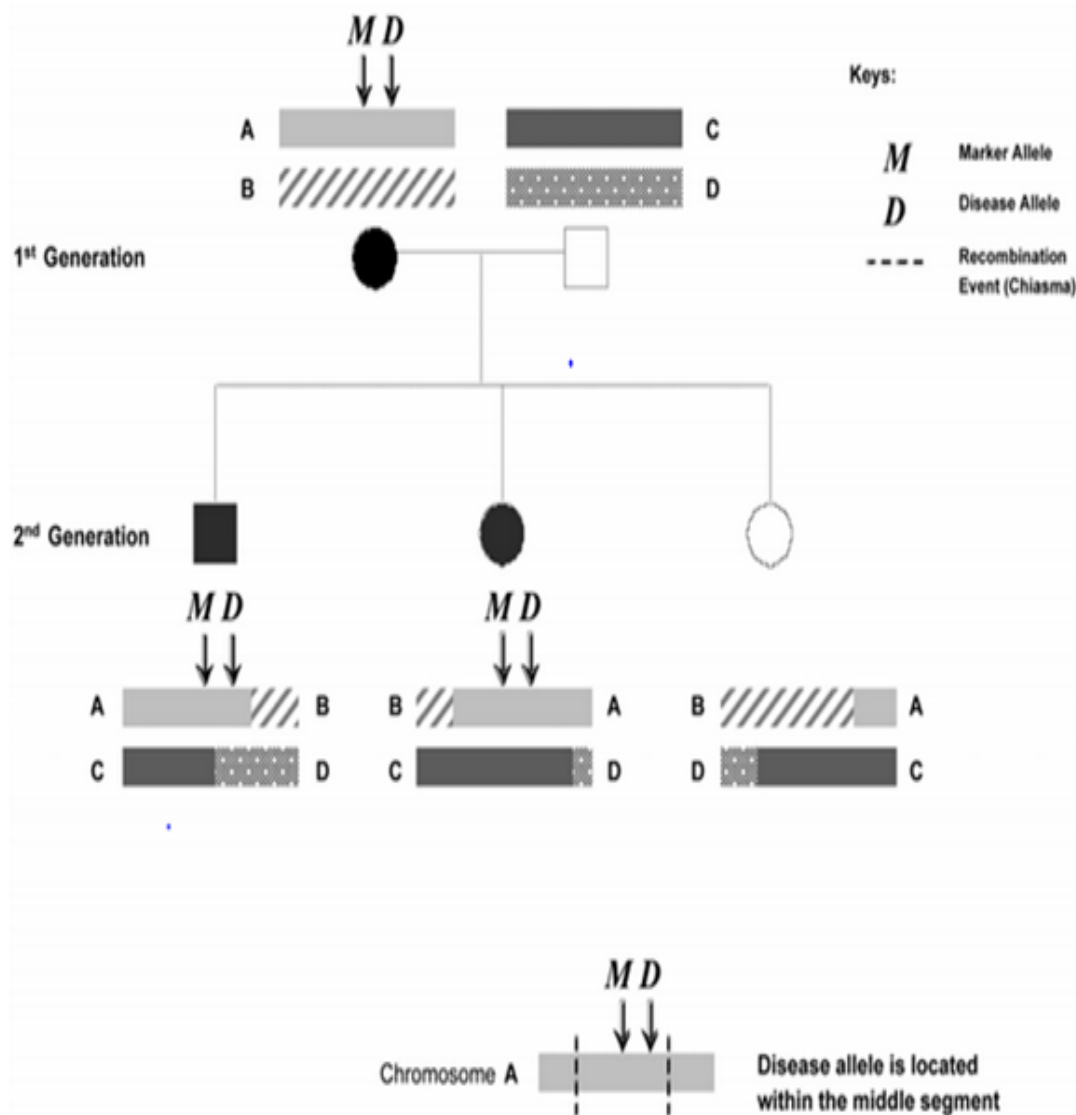 M D
Keys:
A C
M Marker Allele
B D
D Disease Allele
1st Generation
Recombination
Event (Chiasma)
2nd Generation
M D M D
A B B A B A
C D C D D C
M D
Chromosome A
Disease allele is located
within the middle segment